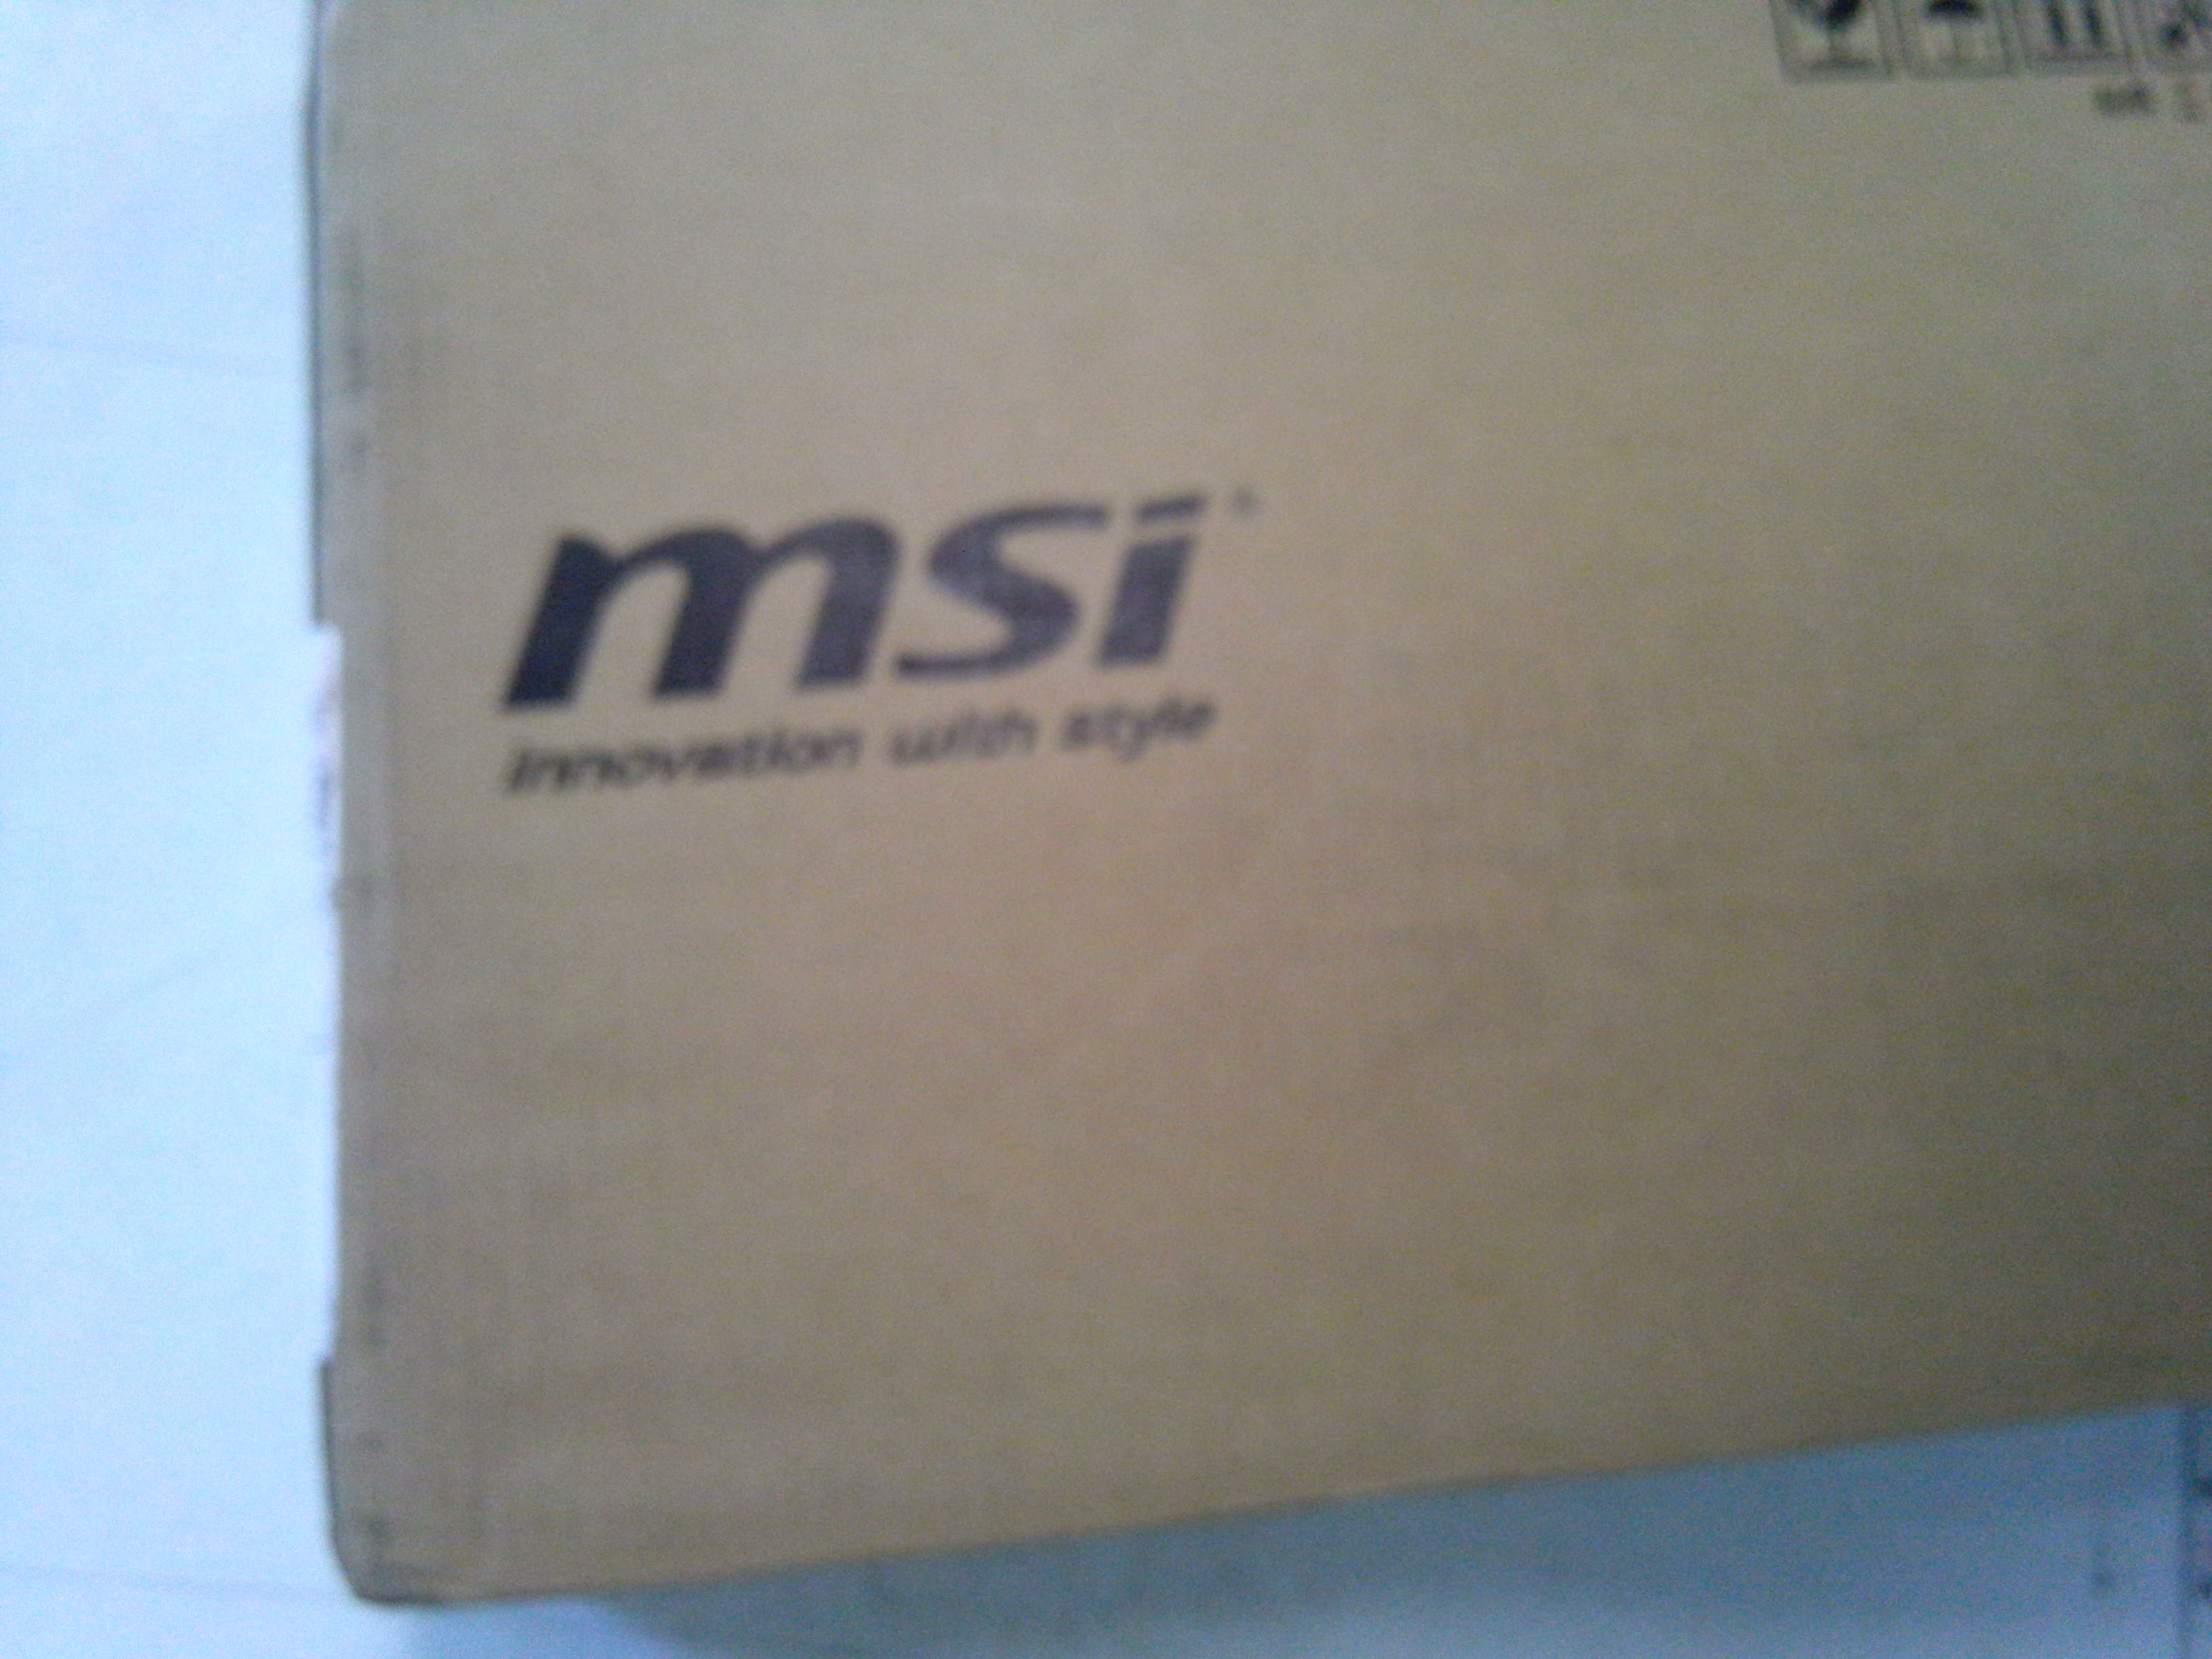 msi
innovation with style